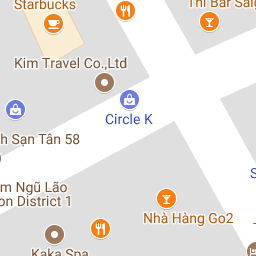 Starbucks
Thi Bar Saig
Kim Travel Co.,Ltd
Circle K
h Sạn Tân 58
m Ngũ Lão
on District 1
S
Nhà Hàng Go2
Kaka Spa